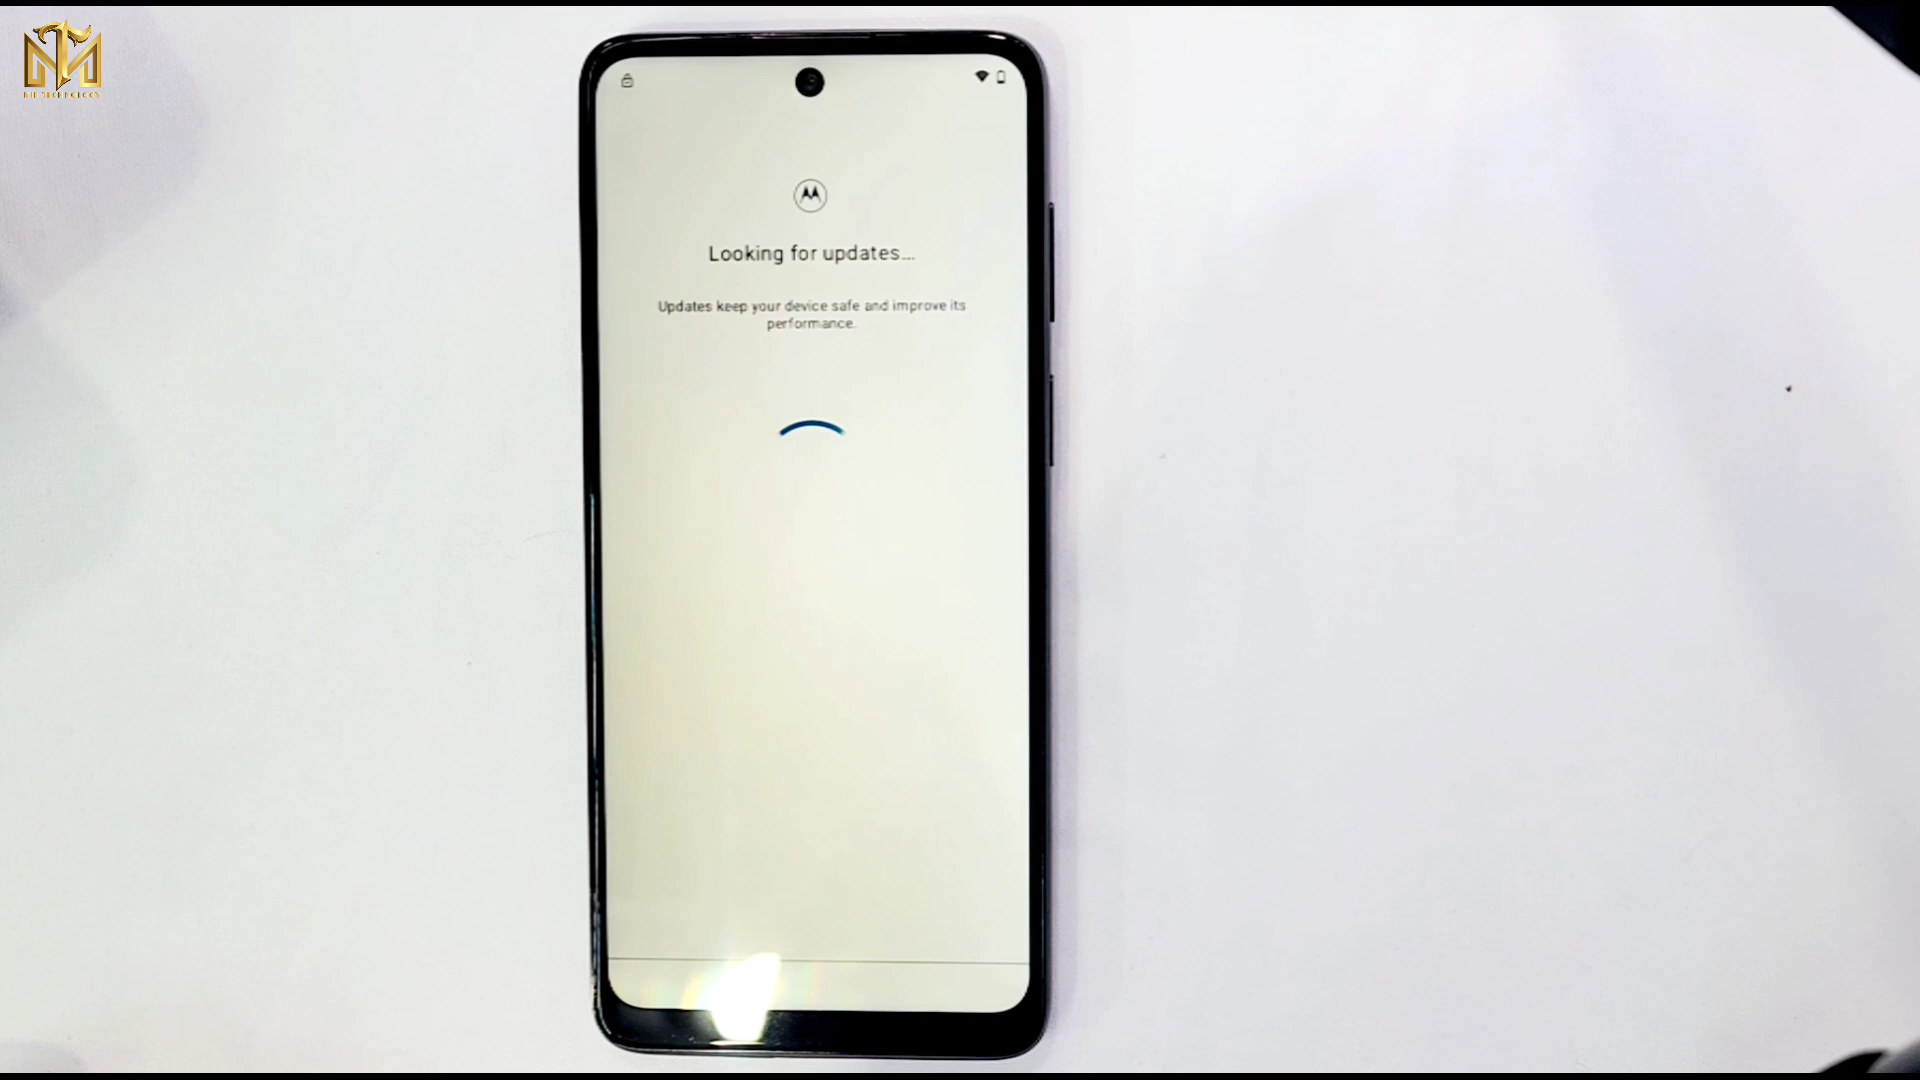 Looking for updates...
Updates keep your device safe and improve its
performance.